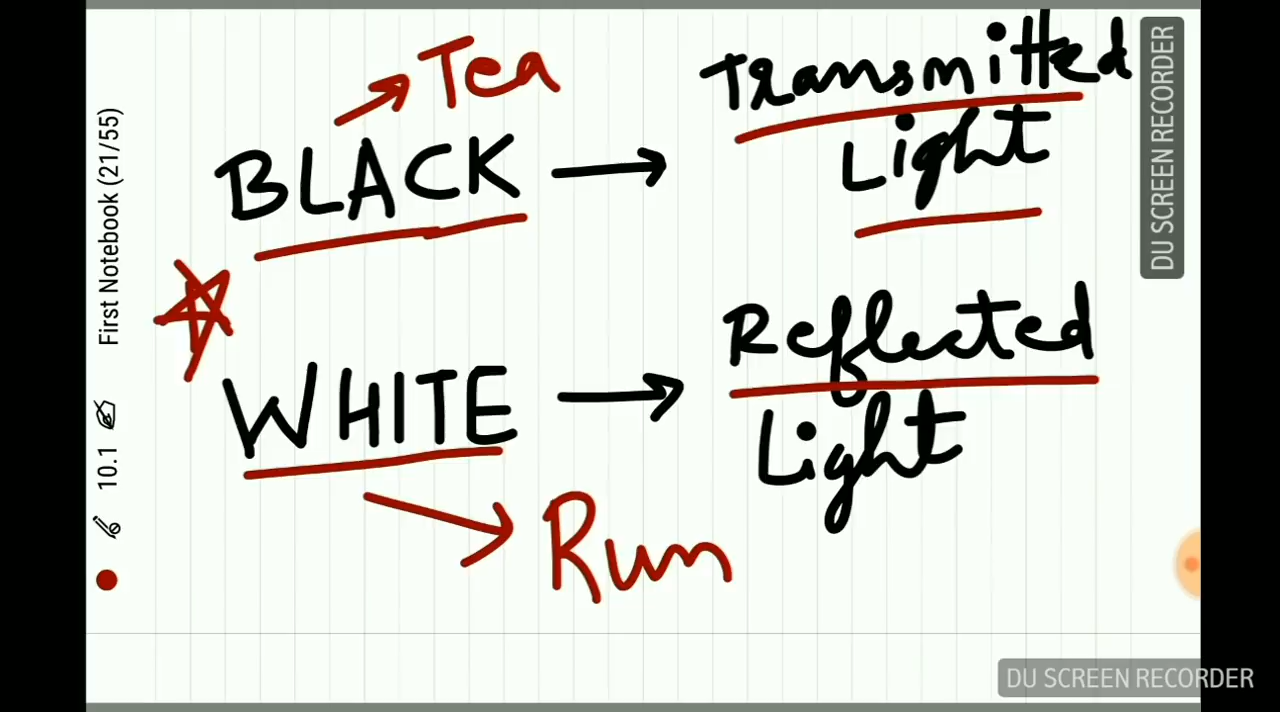 Tea
BLACK → Transmitted
Light
WHITE → Reflected
Light
Run
First Notebook (21/55)
10.1
DU SCREEN RECORDER
DU SCREEN RECORDER